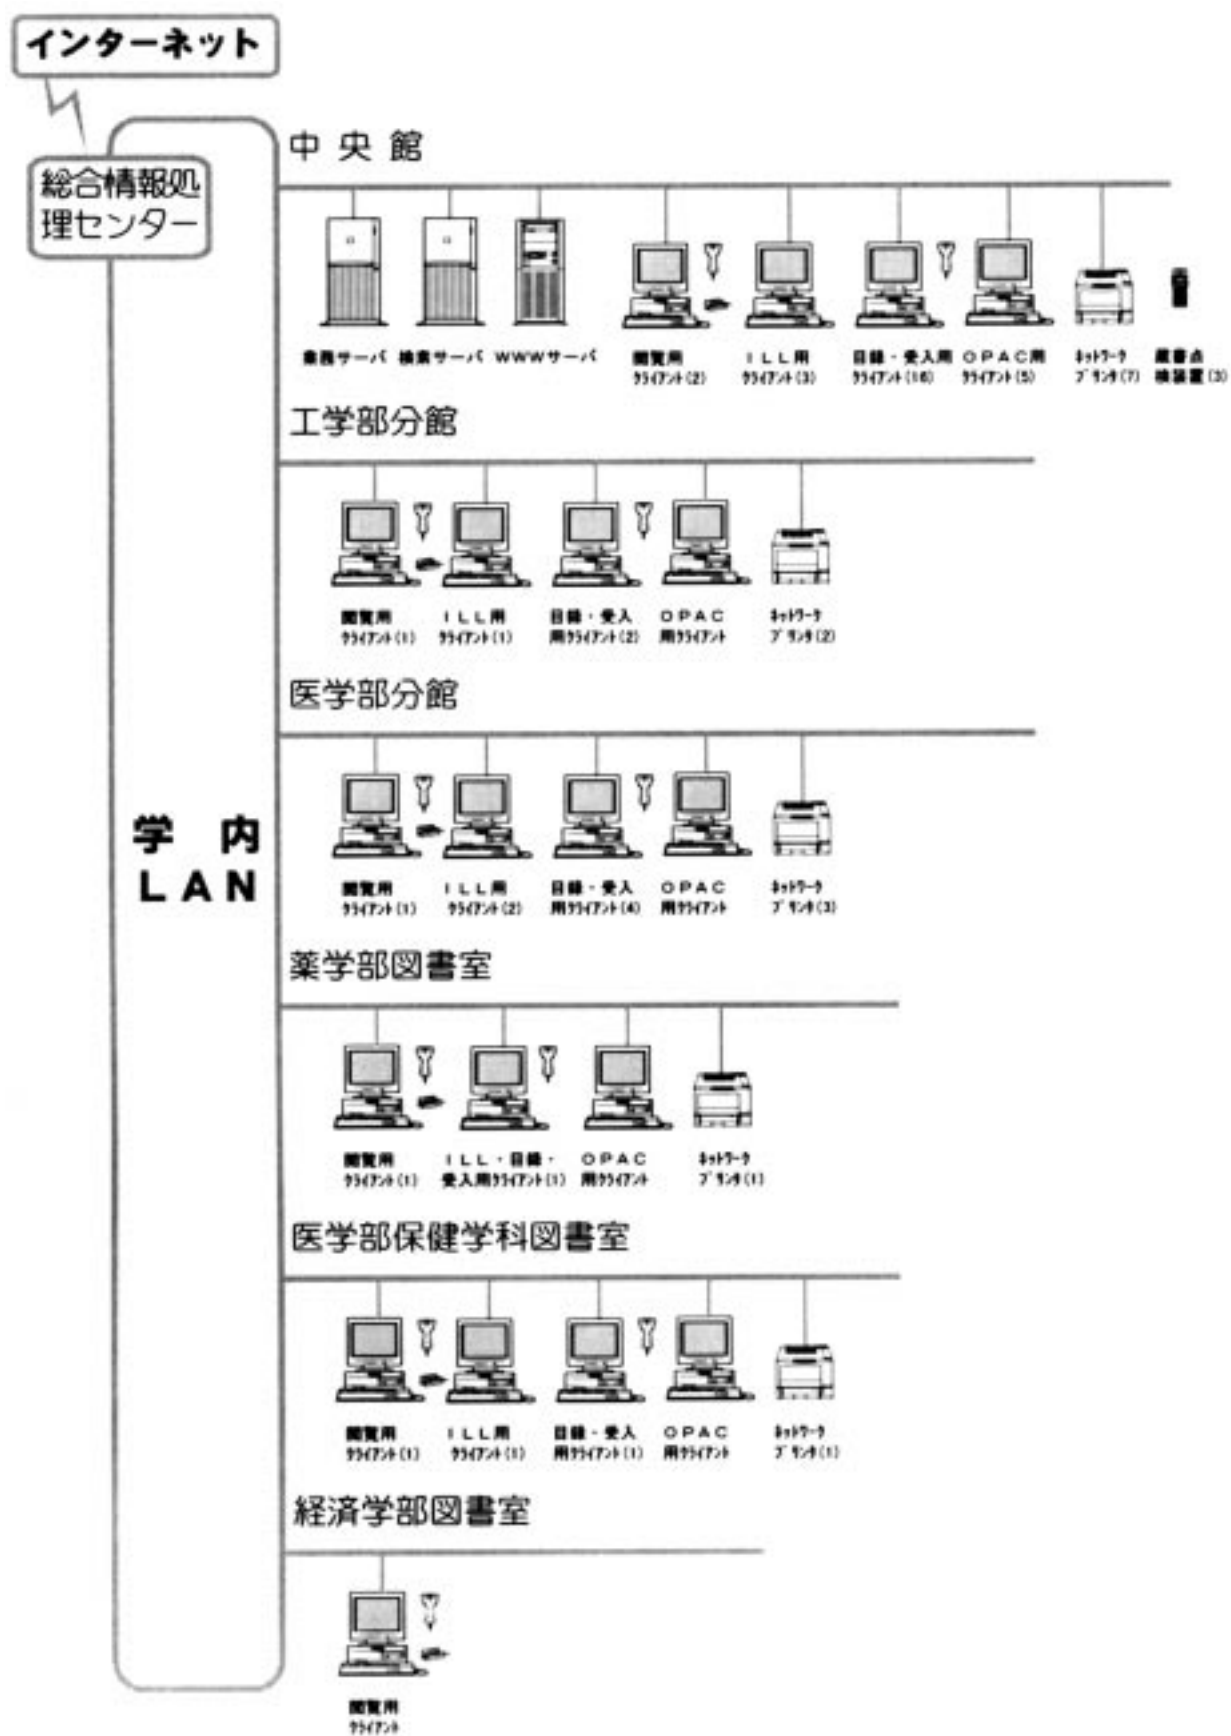 インターネット
総合情報処
理センター
学 内
LAN
中 央 館
業務サーバ 検索サーバ WWWサーバ 閲覧用 ILL用 目録・受入用 OPAC用 ネットワーク 蔵書点
クライアント(2) クライアント(3) クライアント(16) クライアント(5) プリンタ(7) 検装置(3)
工学部分館
閲覧用 ILL用 目録・受入 OPAC ネットワーク
クライアント(1) クライアント(1) 用クライアント(2) 用クライアント プリンタ(2)
医学部分館
閲覧用 ILL用 目録・受入 OPAC ネットワーク
クライアント(1) クライアント(2) 用クライアント(4) 用クライアント プリンタ(3)
薬学部図書室
閲覧用 ILL・目録・ OPAC ネットワーク
クライアント(1) 受入用クライアント(1) 用クライアント プリンタ(1)
医学部保健学科図書室
閲覧用 ILL用 目録・受入 OPAC ネットワーク
クライアント(1) クライアント(1) 用クライアント(1) 用クライアント プリンタ(1)
経済学部図書室
閲覧用
クライアント